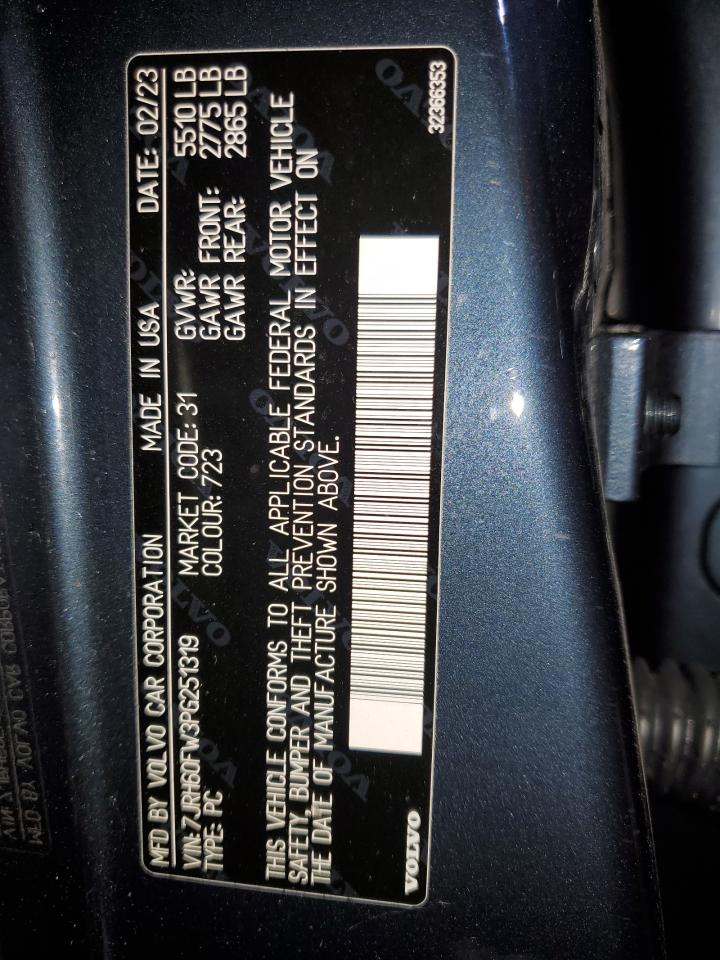 MFD BY VOLVO CAR CORPORATION MADE IN USA DATE: 02/23
VIN: 7JRH60FW3PG251319 MARKET CODE: 31 GVWR: 5510 LB
TYPE: PC COLOUR: 723 GAWR FRONT: 2775 LB
GAWR REAR: 2865 LB
THIS VEHICLE CONFORMS TO ALL APPLICABLE FEDERAL MOTOR VEHICLE
SAFETY, BUMPER AND THEFT PREVENTION STANDARDS IN EFFECT ON
THE DATE OF MANUFACTURE SHOWN ABOVE.
VOLVO 32366353